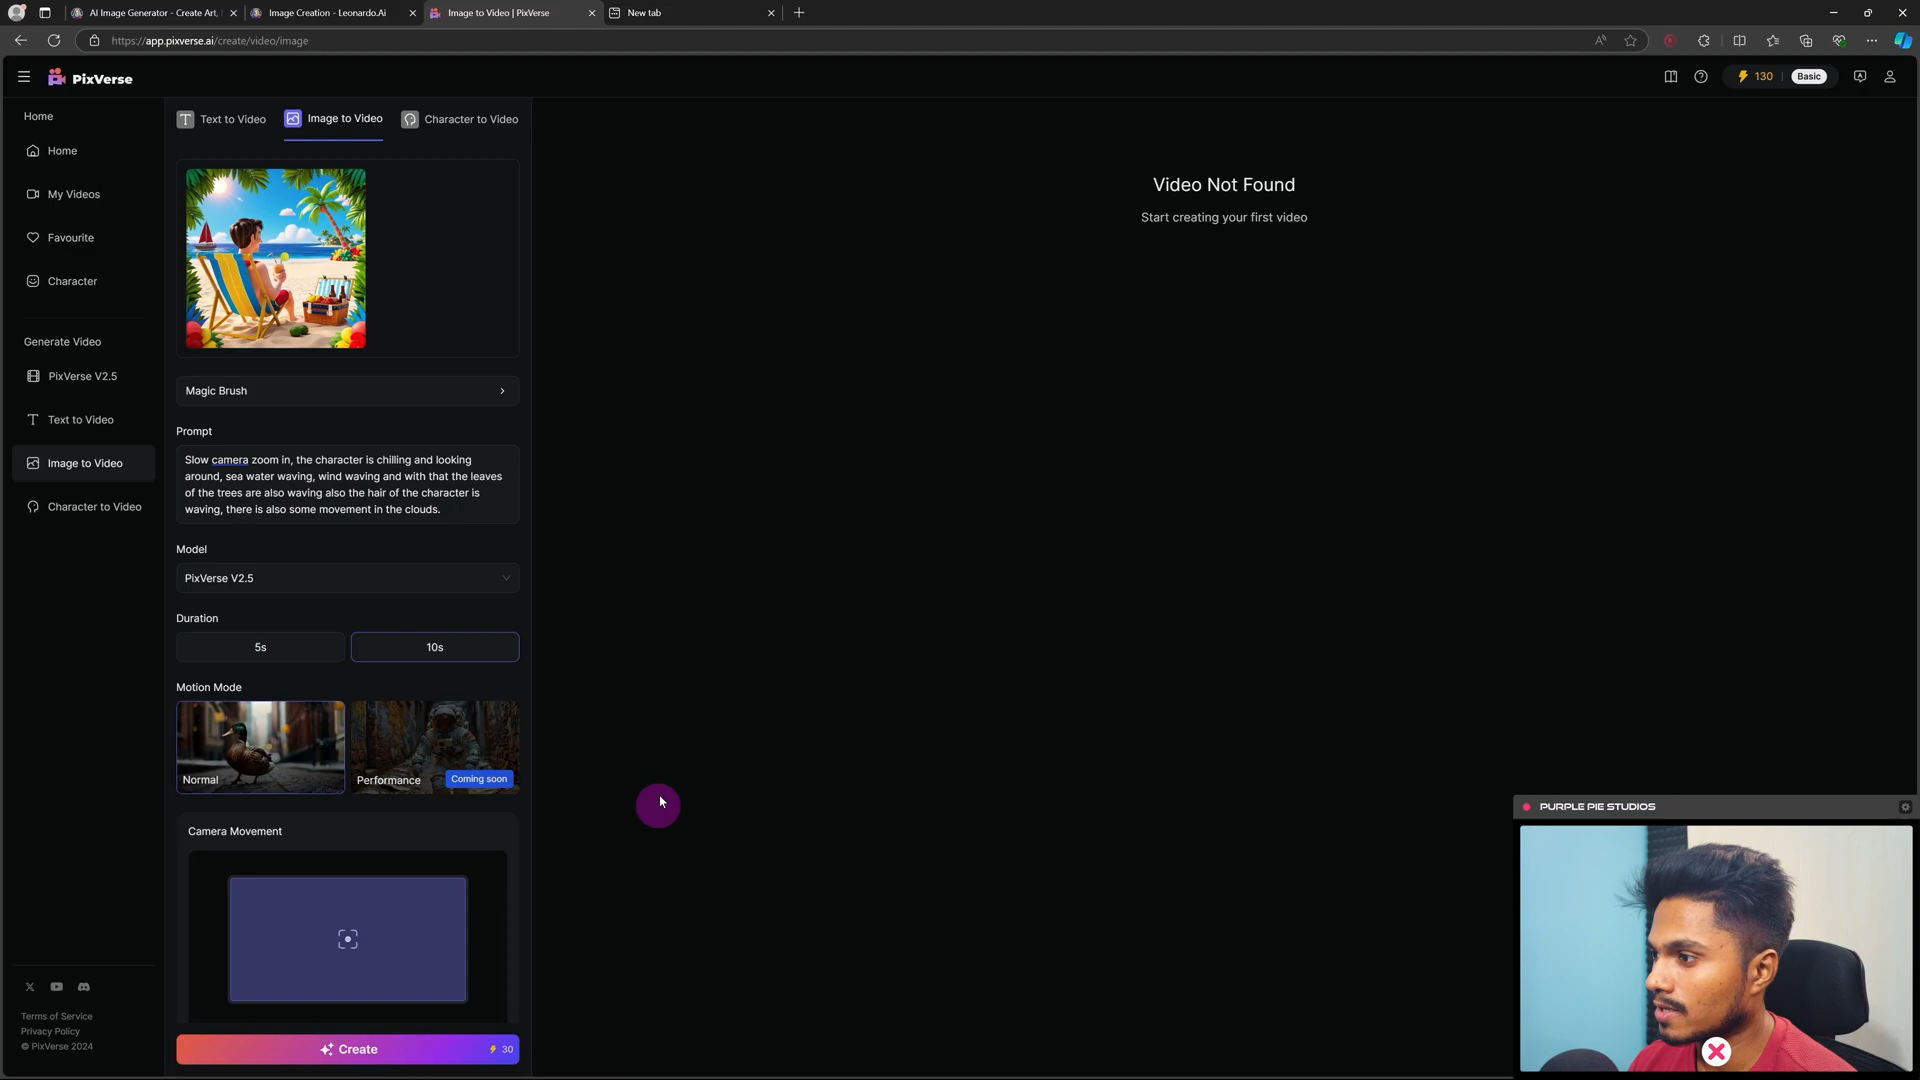 AI Image Generator - Create Art,
Image Creation - Leonardo.Ai
Image to Video | PixVerse
New tab
https://app.pixverse.ai/create/video/image
PixVerse
130
Basic
Home
Home
My Videos
Favourite
Character
Generate Video
PixVerse V2.5
Text to Video
Image to Video
Character to Video
Terms of Service
Privacy Policy
© PixVerse 2024
Text to Video
Image to Video
Character to Video
Magic Brush
Prompt
Slow camera zoom in, the character is chilling and looking
around, sea water waving, wind waving and with that the leaves
of the trees are also waving also the hair of the character is
waving, there is also some movement in the clouds.
Model
PixVerse V2.5
Duration
5s
10s
Motion Mode
Normal
Performance
Coming soon
Camera Movement
Create
30
Video Not Found
Start creating your first video
PURPLE PIE STUDIOS